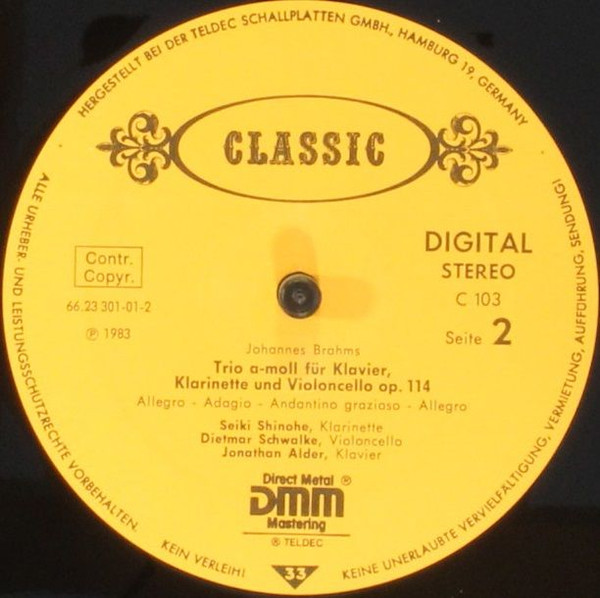 HERGESTELLT BEI DER TELDEC SCHALLPLATTEN GMBH., HAMBURG 19, GERMANY
CLASSIC
Contr.
Copyr.
66.23 301-01-2
℗ 1983
DIGITAL
STEREO
C 103
Seite 2
Johannes Brahms
Trio a-moll für Klavier,
Klarinette und Violoncello op. 114
Allegro - Adagio - Andantino grazioso - Allegro
Seiki Shinohe, Klarinette
Dietmar Schwalke, Violoncello
Jonathan Alder, Klavier
Direct Metal ®
DMM
Mastering
® TELDEC
33
ALLE URHEBER- UND LEISTUNGSSCHUTZRECHTE VORBEHALTEN.
KEIN VERLEIH!
KEINE UNERLAUBTE VERVIELFÄLTIGUNG, VERMIETUNG, AUFFÜHRUNG, SENDUNG!